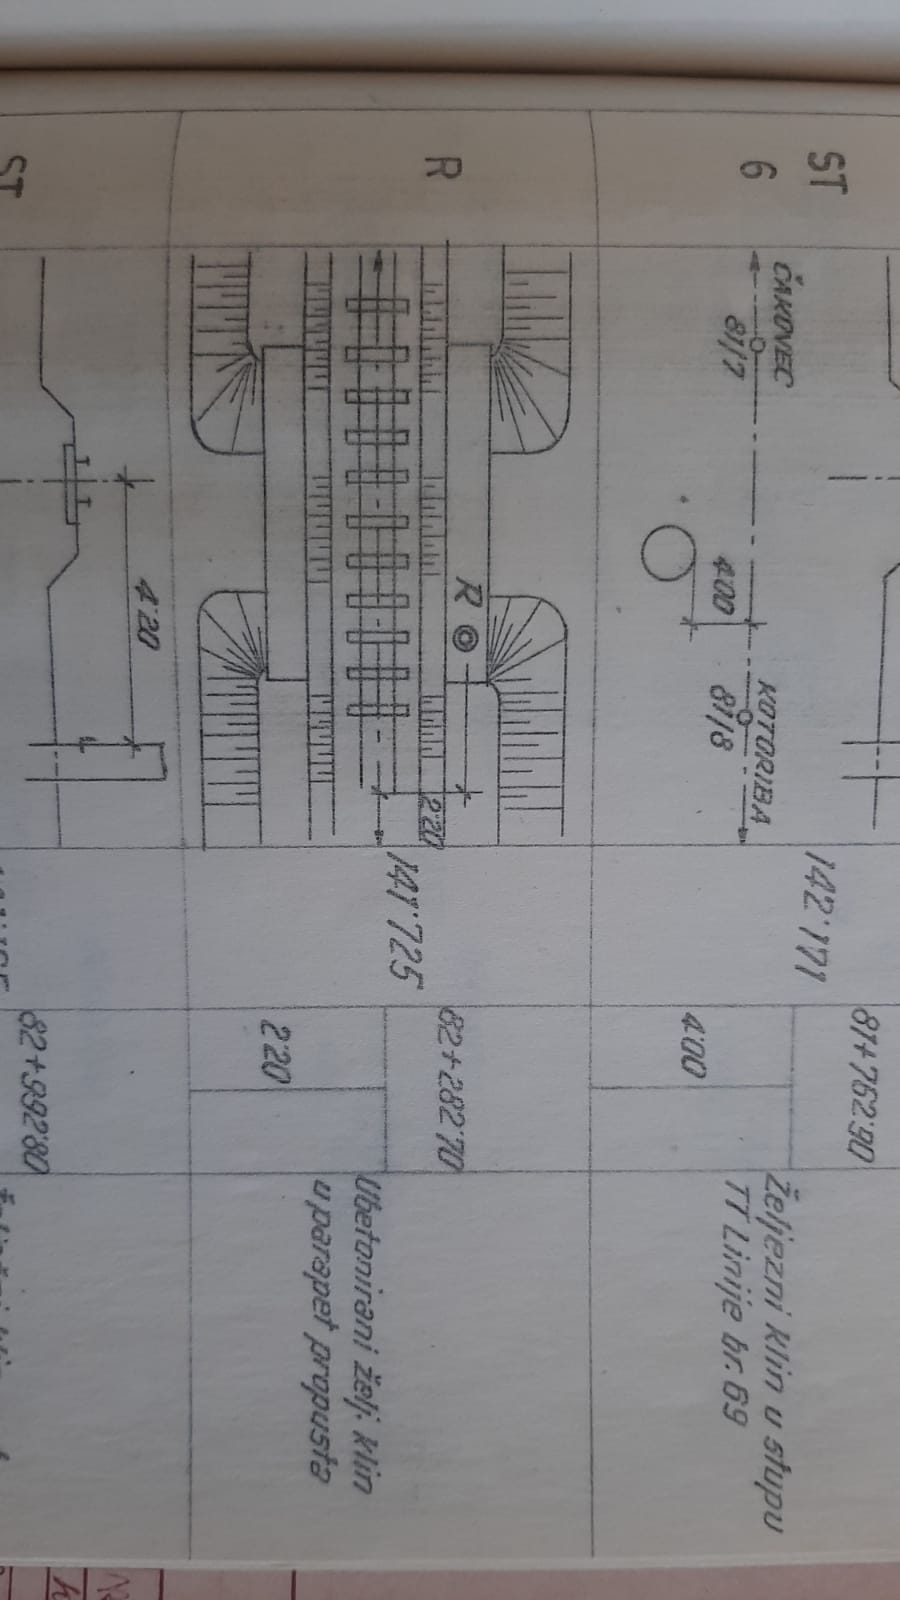 ST
6
ČAKOVEC
81/7
KOTORIBA
81/8
4'00
142'171
81+762'90
4'00
Željezni klin u stupu
TT Linije br. 69
R
R
2'20
141'725
82+282'70
2'20
Ubetonirani želj. klin
u parapet propusta
4'20
ST
82+992'80